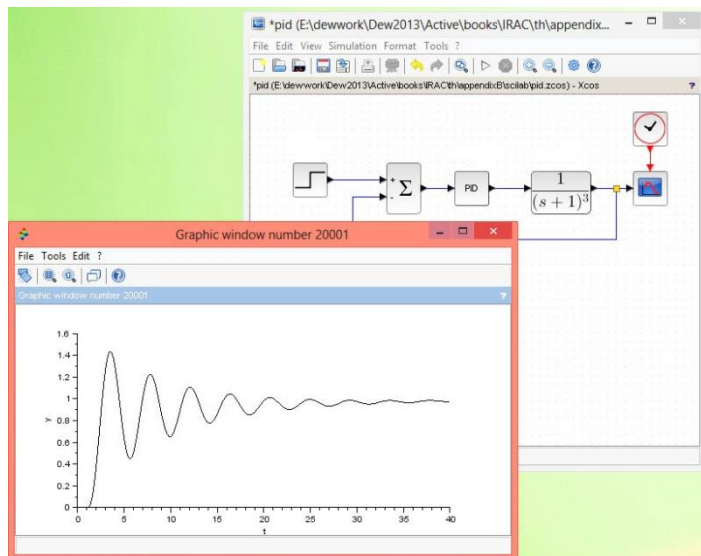 *pid (E:\dewwork\Dew2013\Active\books\IRAC\th\appendix...
File Edit View Simulation Format Tools ?
*pid (E:\dewwork\Dew2013\Active\books\IRAC\th\appendixB\scilab\pid.zcos) - Xcos ?
+
-
Σ
PID
1
(s + 1)³
Graphic window number 20001
File Tools Edit ?
Graphic window number 20001 ?
1.6
1.4
1.2
1
0.8
0.6
0.4
0.2
0
y
0 5 10 15 20 25 30 35 40
t